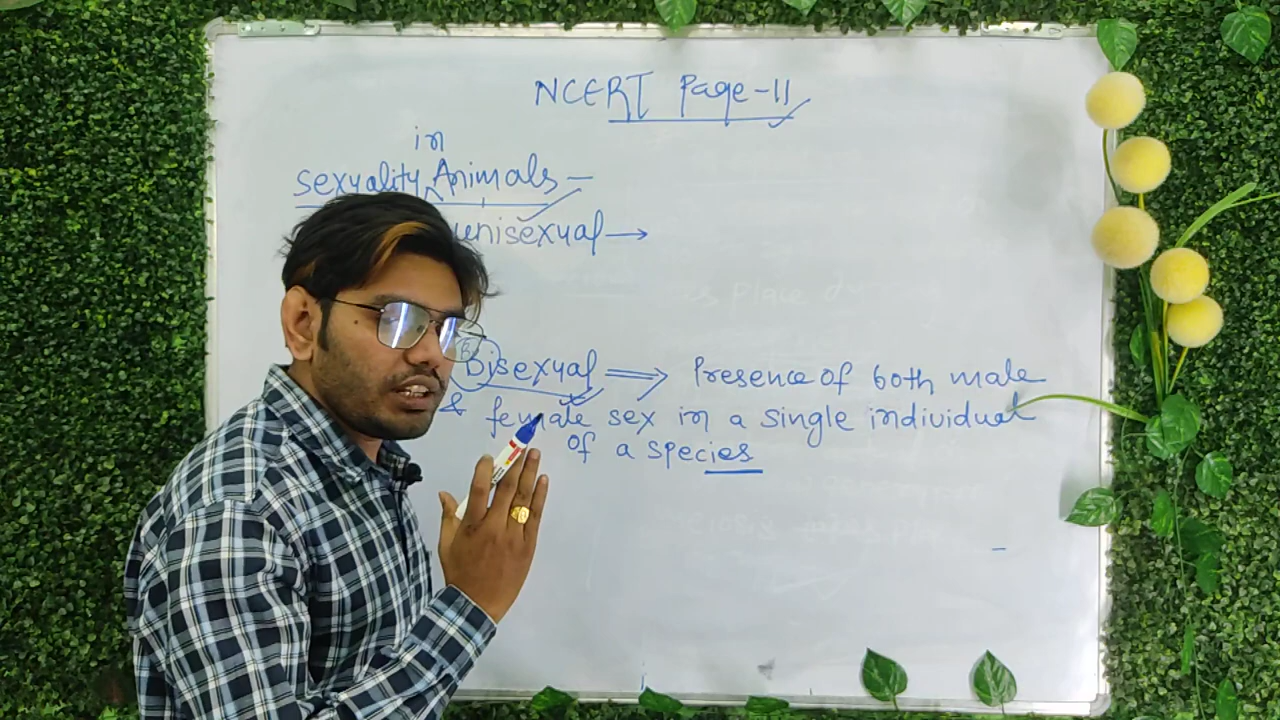 NCERT Page-11
in
sexuality Animals -
unisexual →
Bisexual ⇒ Presence of both male
& female sex in a single individual
of a species
Place